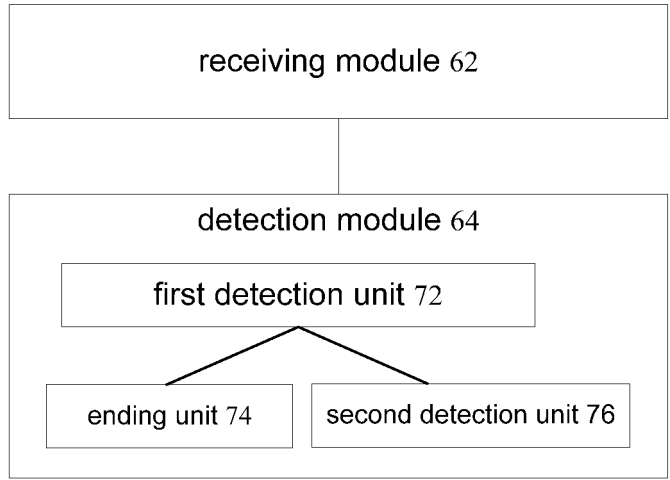 receiving module 62
detection module 64
first detection unit 72
ending unit 74
second detection unit 76